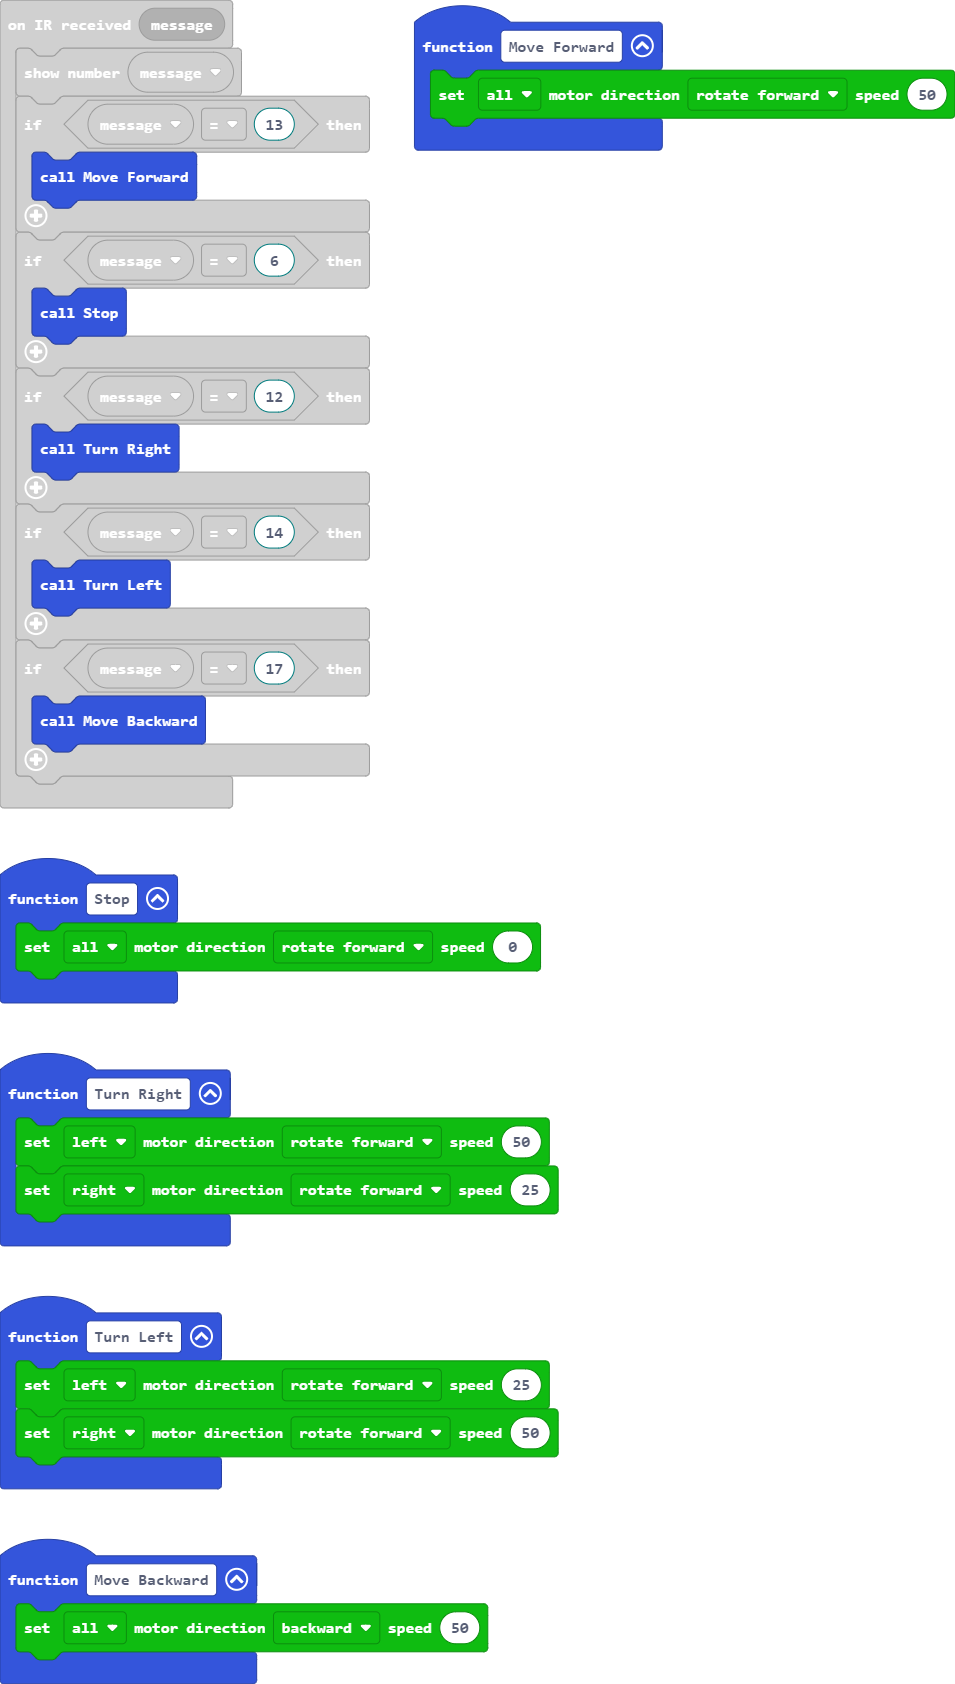 on IR received message
show number message
if message = 13 then
call Move Forward
if message = 6 then
call Stop
if message = 12 then
call Turn Right
if message = 14 then
call Turn Left
if message = 17 then
call Move Backward
function Move Forward
set all motor direction rotate forward speed 50
function Stop
set all motor direction rotate forward speed 0
function Turn Right
set left motor direction rotate forward speed 50
set right motor direction rotate forward speed 25
function Turn Left
set left motor direction rotate forward speed 25
set right motor direction rotate forward speed 50
function Move Backward
set all motor direction backward speed 50